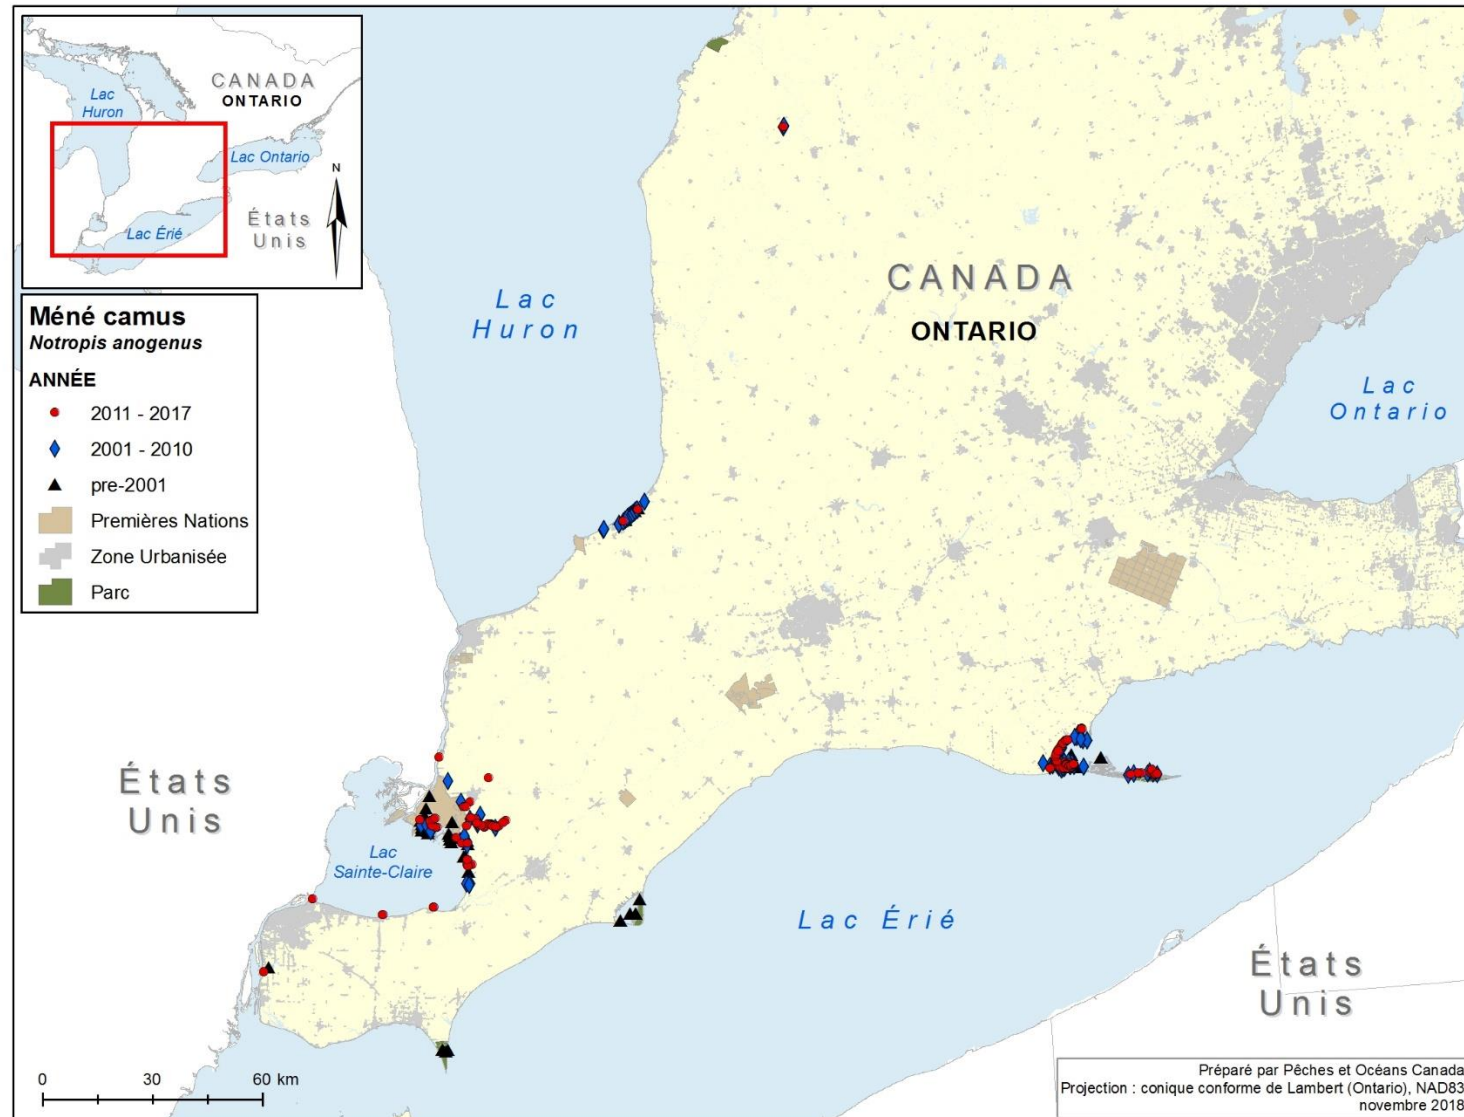 Lac
Huron
CANADA
ONTARIO
Lac Ontario
N
États
Unis
Lac Érié
Méné camus
Notropis anogenus
ANNÉE
2011 - 2017
2001 - 2010
pre-2001
Premières Nations
Zone Urbanisée
Parc
Lac
Huron
CANADA
ONTARIO
Lac
Ontario
États
Unis
Lac
Sainte-Claire
Lac Érié
États
Unis
0 30 60 km
Préparé par Pêches et Océans Canada
Projection : conique conforme de Lambert (Ontario), NAD83
novembre 2018